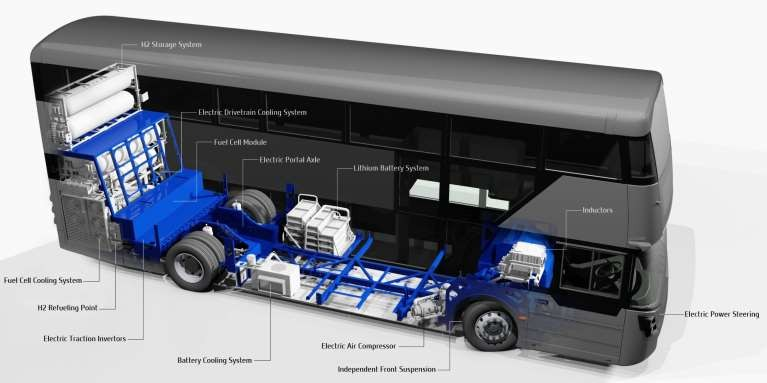 H2 Storage System
Electric Drivetrain Cooling System
Fuel Cell Module
Electric Portal Axle
Lithium Battery System
Inductors
Fuel Cell Cooling System
H2 Refueling Point
Electric Power Steering
Electric Traction Invertors
Electric Air Compressor
Battery Cooling System
Independent Front Suspension